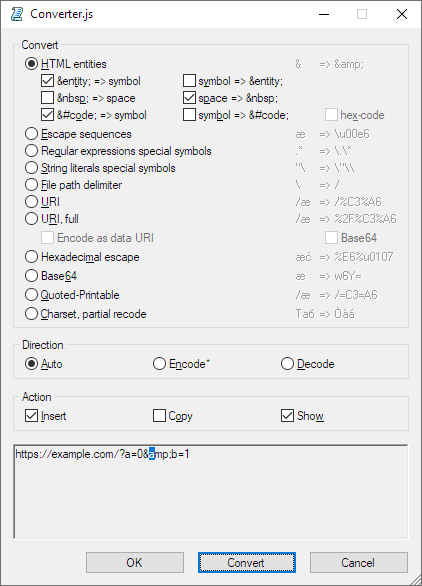 Converter.js
Convert
HTML entities & => &amp;
&entity; => symbol symbol => &entity;
&nbsp; => space space => &nbsp;
&#code; => symbol symbol => &#code; hex-code
Escape sequences æ => \u00e6
Regular expressions special symbols .* => \.\*
String literals special symbols "\ => \"\\
File path delimiter \ => /
URI /æ => /%C3%A6
URI, full /æ => %2F%C3%A6
Encode as data URI Base64
Hexadecimal escape æć => %E6%u0107
Base64 æ => w6Y=
Quoted-Printable /æ => /=C3=A6
Charset, partial recode Таб => Òàá
Direction
Auto Encode* Decode
Action
Insert Copy Show
https://example.com/?a=0&amp;b=1
OK Convert Cancel